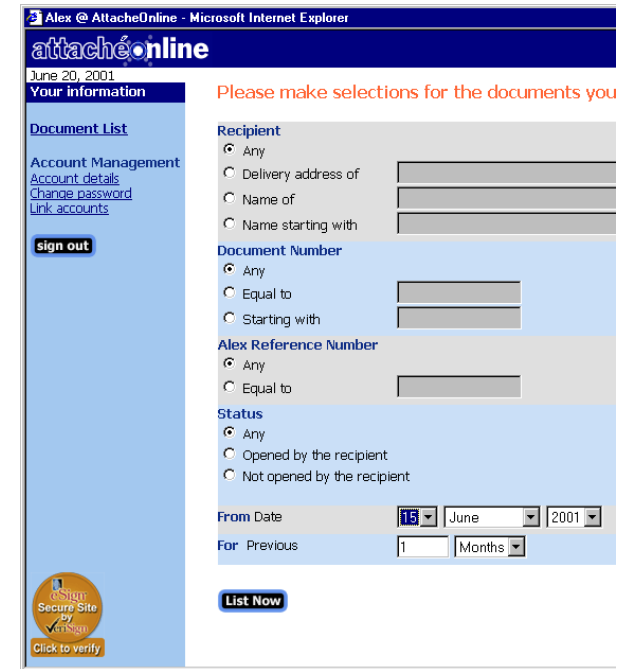 Alex @ AttacheOnline - Microsoft Internet Explorer
attachéonline
June 20, 2001
Your information
Document List
Account Management
Account details
Change password
Link accounts
sign out
Please make selections for the documents you
Recipient
Any
Delivery address of
Name of
Name starting with
Document Number
Any
Equal to
Starting with
Alex Reference Number
Any
Equal to
Status
Any
Opened by the recipient
Not opened by the recipient
From Date 15 June 2001
For Previous 1 Months
List Now
eSign
Secure Site
by
VeriSign
Click to verify